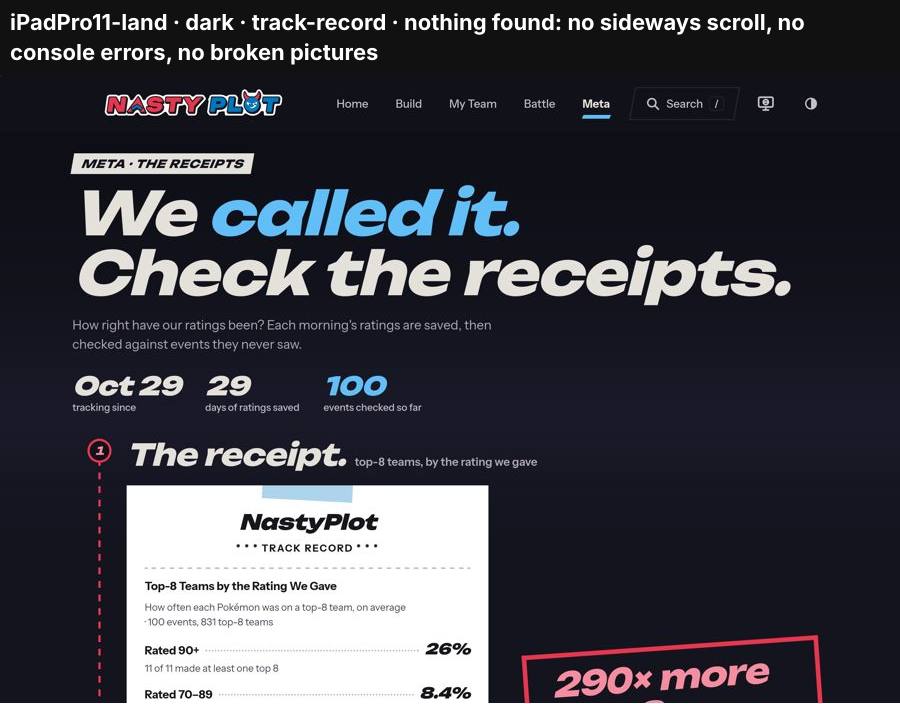 iPadPro11-land · dark · track-record · nothing found: no sideways scroll, no
console errors, no broken pictures
NASTY PLOT
Home
Build
My Team
Battle
Meta
Search /
META · THE RECEIPTS
We called it.
Check the receipts.
How right have our ratings been? Each morning's ratings are saved, then
checked against events they never saw.
Oct 29
tracking since
29
days of ratings saved
100
events checked so far
1
The receipt. top-8 teams, by the rating we gave
NastyPlot
* * * TRACK RECORD * * *
Top-8 Teams by the Rating We Gave
How often each Pokémon was on a top-8 team, on average
· 100 events, 831 top-8 teams
Rated 90+ 26%
11 of 11 made at least one top 8
290× more
Rated 70–89 8.4%